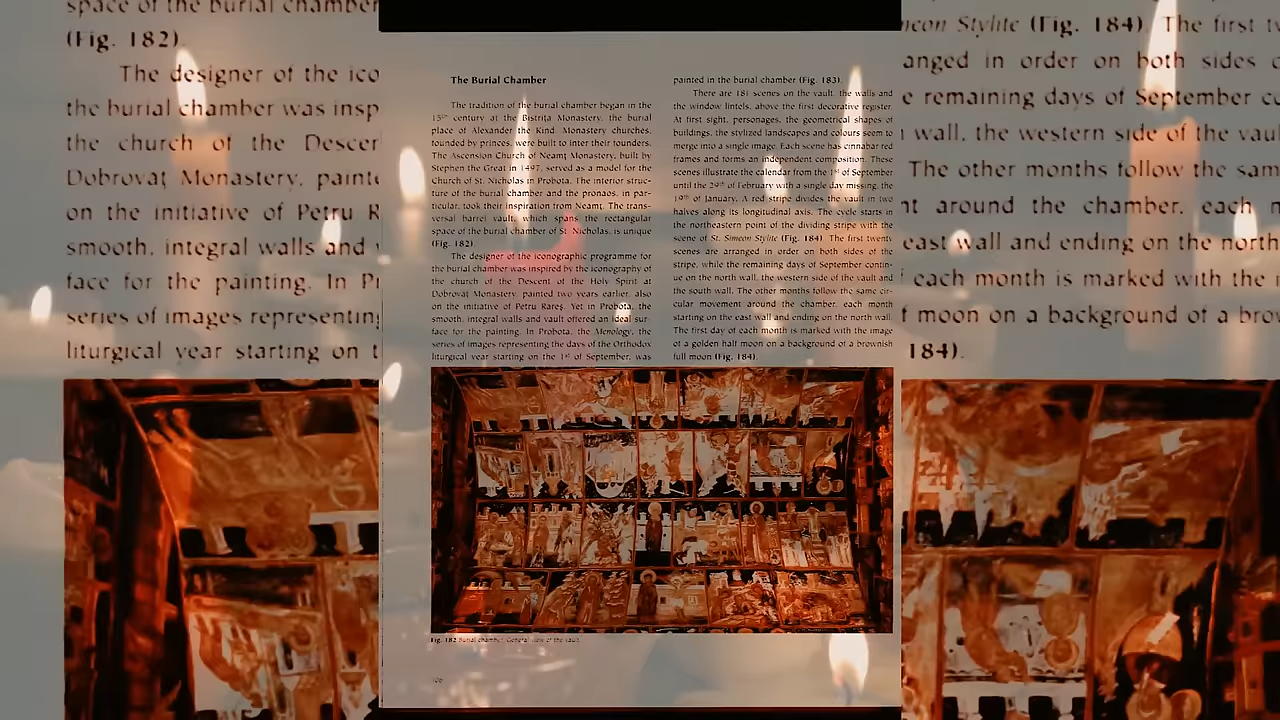 space of the burial chamber
(Fig. 182).
The designer of the ico
the burial chamber was insp
the church of the Descer
Dobrovăţ Monastery, painte
on the initiative of Petru R
smooth, integral walls and v
face for the painting. In Pr
series of images representing
liturgical year starting on t
The Burial Chamber
The tradition of the burial chamber began in the
15th century at the Bistriţa Monastery, the burial
place of Alexander the Kind. Monastery churches,
founded by princes, were built to inter their founders.
The Ascension Church of Neamţ Monastery, built by
Stephen the Great in 1497, served as a model for the
Church of St. Nicholas in Probota. The interior struc-
ture of the burial chamber and the pronaos, in par-
ticular, took their inspiration from Neamţ. The trans-
versal barrel vault, which spans the rectangular
space of the burial chamber of St. Nicholas, is unique
(Fig. 182).
The designer of the iconographic programme for
the burial chamber was inspired by the iconography of
the church of the Descent of the Holy Spirit at
Dobrovăţ Monastery, painted two years earlier, also
on the initiative of Petru Rareş. Yet in Probota, the
smooth, integral walls and vault offered an ideal sur-
face for the painting. In Probota, the Menology, the
series of images representing the days of the Orthodox
liturgical year starting on the 1st of September, was
painted in the burial chamber (Fig. 183).
There are 181 scenes on the vault, the walls and
the window lintels, above the first decorative register.
At first sight, personages, the geometrical shapes of
buildings, the stylized landscapes and colours seem to
merge into a single image. Each scene has cinnabar red
frames and forms an independent composition. These
scenes illustrate the calendar from the 1st of September
until the 29th of February with a single day missing, the
19th of January. A red stripe divides the vault in two
halves along its longitudinal axis. The cycle starts in
the northeastern point of the dividing stripe with the
scene of St. Simeon Stylite (Fig. 184). The first twenty
scenes are arranged in order on both sides of the
stripe, while the remaining days of September contin-
ue on the north wall, the western side of the vault and
the south wall. The other months follow the same cir-
cular movement around the chamber, each month
starting on the east wall and ending on the north wall.
The first day of each month is marked with the image
of a golden half moon on a background of a brownish
full moon (Fig. 184).
Fig. 182 Burial chamber. General view of the vault.
106
neon Stylite (Fig. 184). The first tw
anged in order on both sides o
e remaining days of September co
wall, the western side of the vau
The other months follow the sam
nt around the chamber, each m
east wall and ending on the north
f each month is marked with the i
f moon on a background of a brow
184).